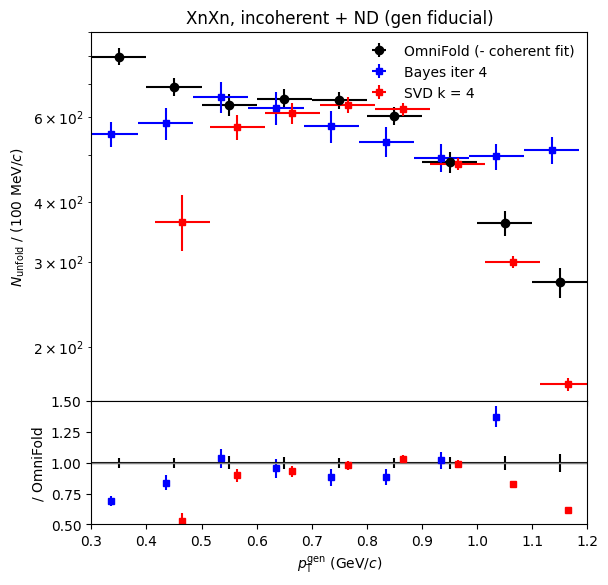 XnXn, incoherent + ND (gen fiducial)
OmniFold (- coherent fit)
Bayes iter 4
SVD k = 4
6 × 10²
4 × 10²
3 × 10²
2 × 10²
N_unfold / (100 MeV/c)
1.50
1.25
1.00
0.75
0.50
/ OmniFold
0.3 0.4 0.5 0.6 0.7 0.8 0.9 1.0 1.1 1.2
p_T^gen (GeV/c)